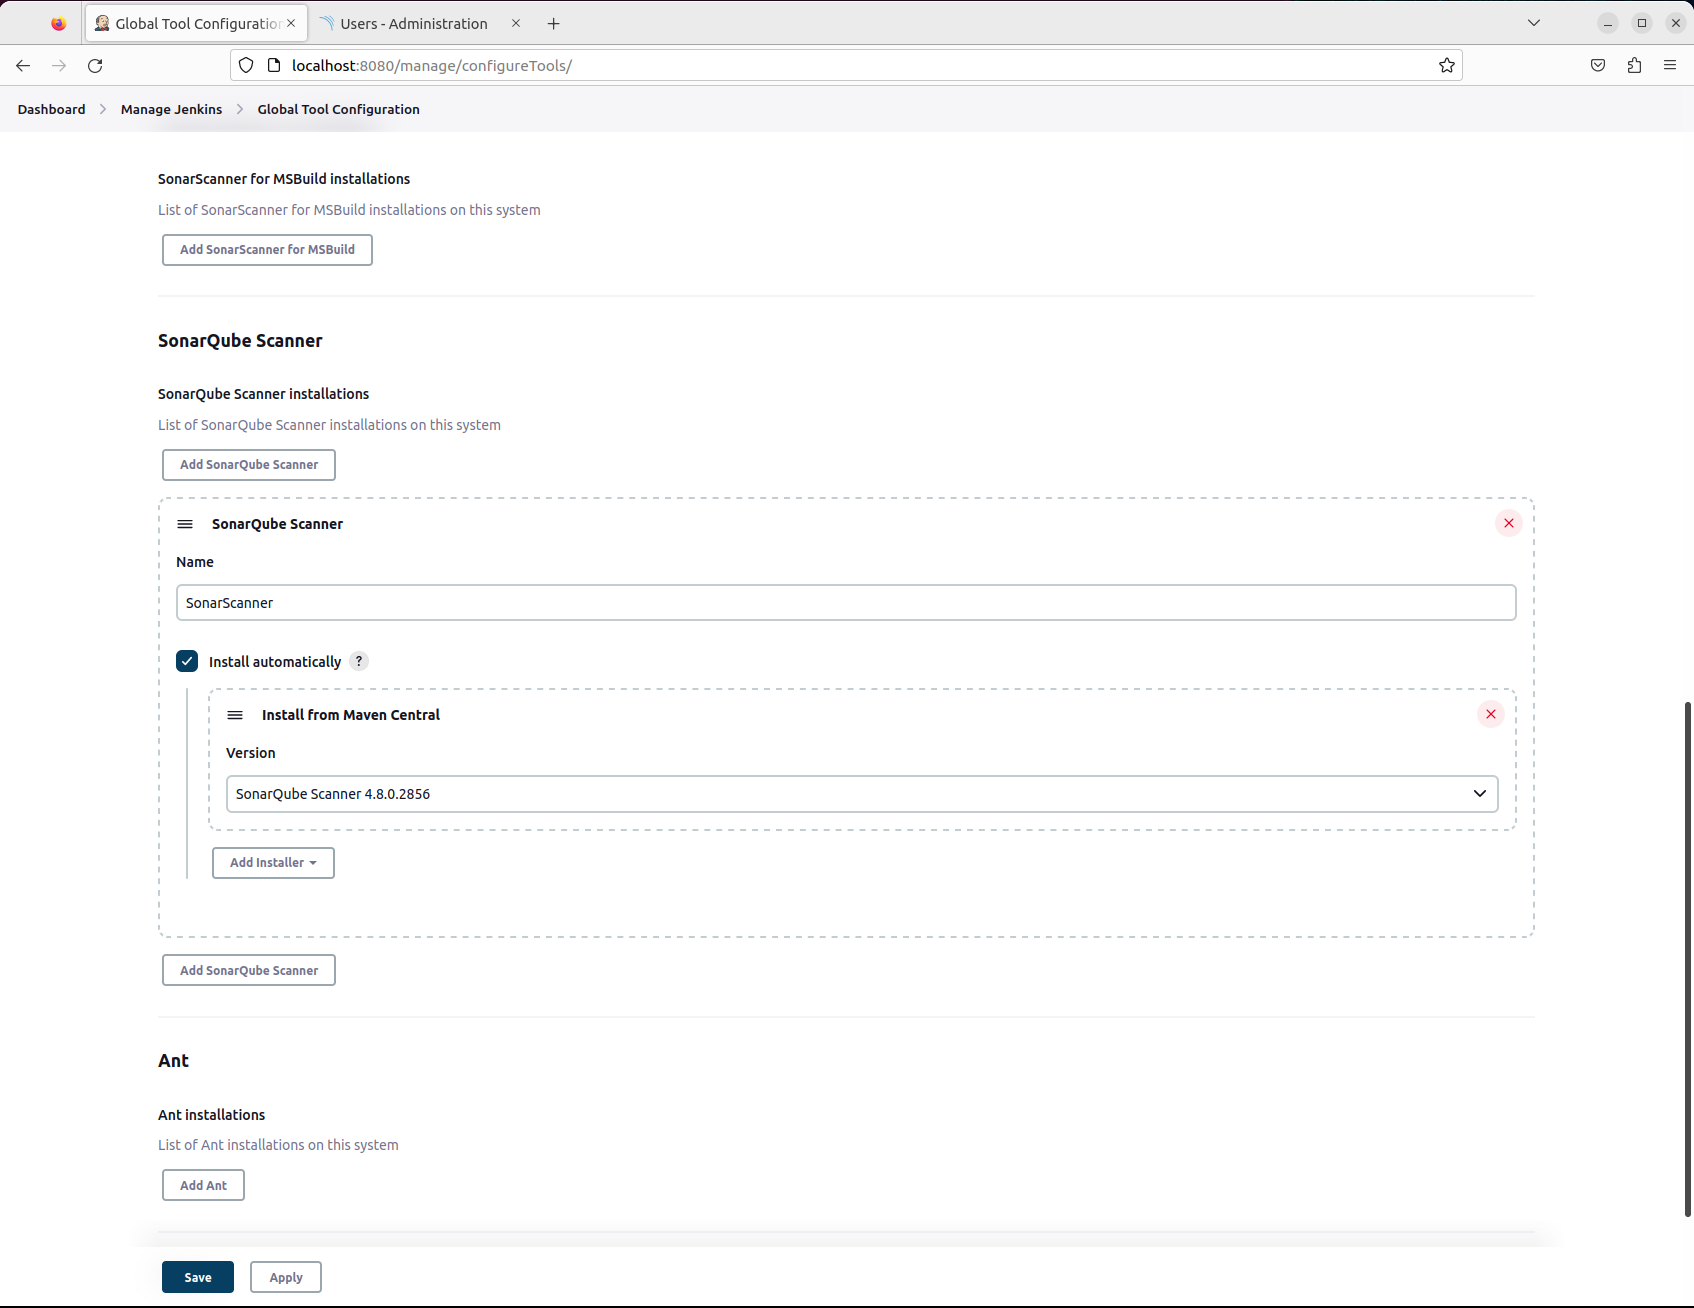 Global Tool Configuration
Users - Administration
localhost:8080/manage/configureTools/
Dashboard
Manage Jenkins
Global Tool Configuration
SonarScanner for MSBuild installations
List of SonarScanner for MSBuild installations on this system
Add SonarScanner for MSBuild
SonarQube Scanner
SonarQube Scanner installations
List of SonarQube Scanner installations on this system
Add SonarQube Scanner
SonarQube Scanner
Name
SonarScanner
Install automatically ?
Install from Maven Central
Version
SonarQube Scanner 4.8.0.2856
Add Installer
Add SonarQube Scanner
Ant
Ant installations
List of Ant installations on this system
Add Ant
Save
Apply